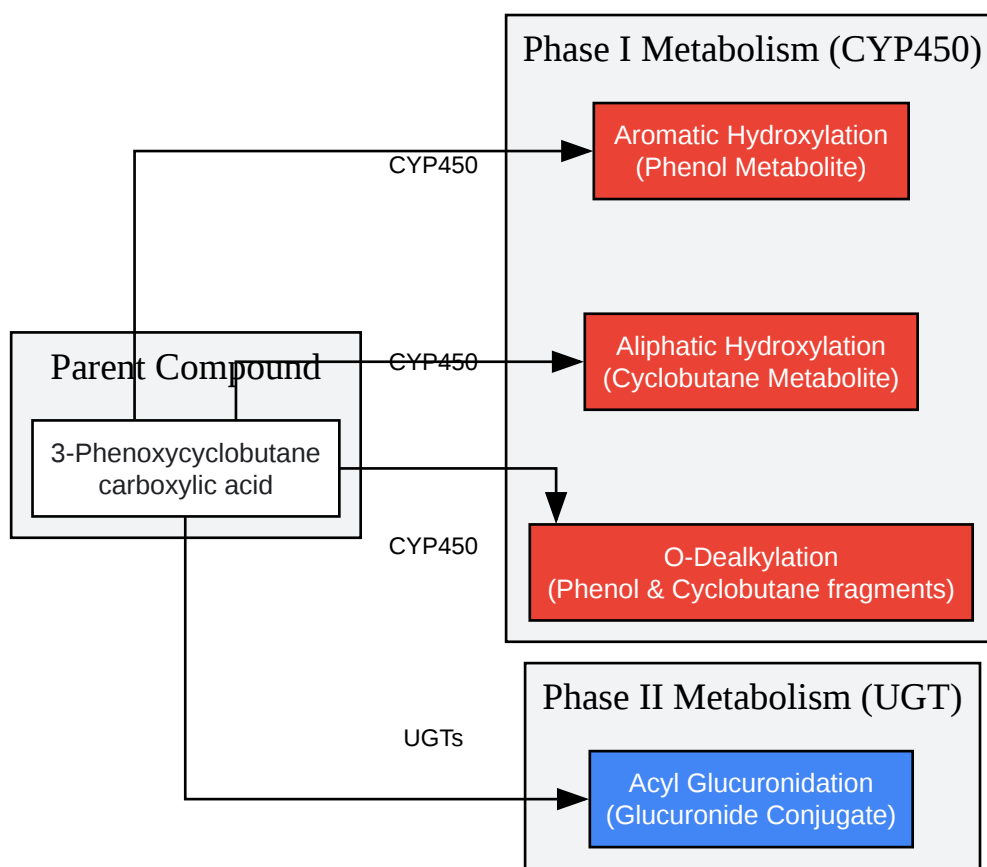 Phase I Metabolism (CYP450)
Aromatic Hydroxylation
(Phenol Metabolite)
CYP450
Aliphatic Hydroxylation
(Cyclobutane Metabolite)
CYP450
Parent Compound
3-Phenoxycyclobutane
carboxylic acid
CYP450
O-Dealkylation
(Phenol & Cyclobutane fragments)
Phase II Metabolism (UGT)
UGTs
Acyl Glucuronidation
(Glucuronide Conjugate)